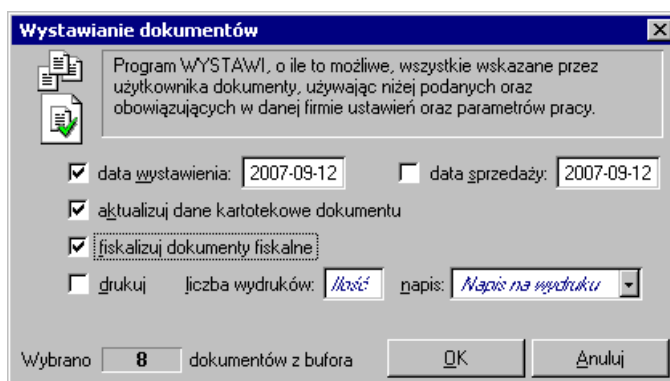 Wystawianie dokumentów
Program WYSTAWI, o ile to możliwe, wszystkie wskazane przez
użytkownika dokumenty, używając niżej podanych oraz
obowiązujących w danej firmie ustawień oraz parametrów pracy.
data wystawienia: 2007-09-12 data sprzedaży: 2007-09-12
aktualizuj dane kartotekowe dokumentu
fiskalizuj dokumenty fiskalne
drukuj liczba wydruków: Ilość napis: Napis na wydruku
Wybrano 8 dokumentów z bufora OK Anuluj